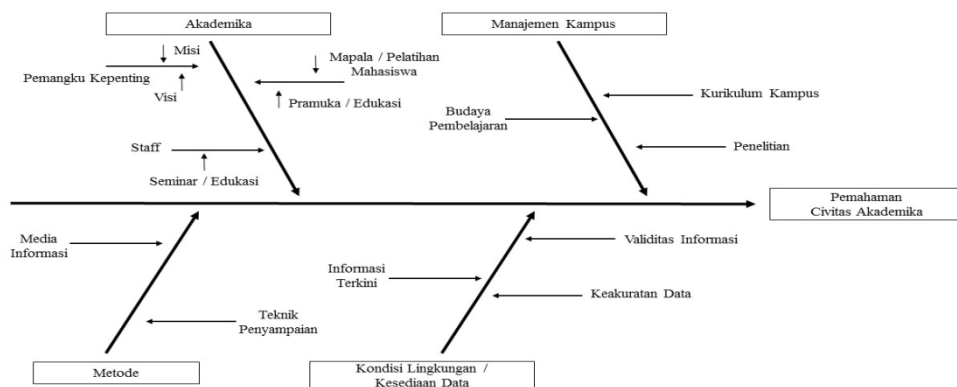 Akademika
Manajemen Kampus
Misi
Pemangku Kepenting
Visi
Mapala / Pelatihan
Mahasiswa
Pramuka / Edukasi
Staff
Seminar / Edukasi
Kurikulum Kampus
Budaya
Pembelajaran
Penelitian
Pemahaman
Civitas Akademika
Media
Informasi
Teknik
Penyampaian
Validitas Informasi
Informasi
Terkini
Keakuratan Data
Metode
Kondisi Lingkungan /
Kesediaan Data